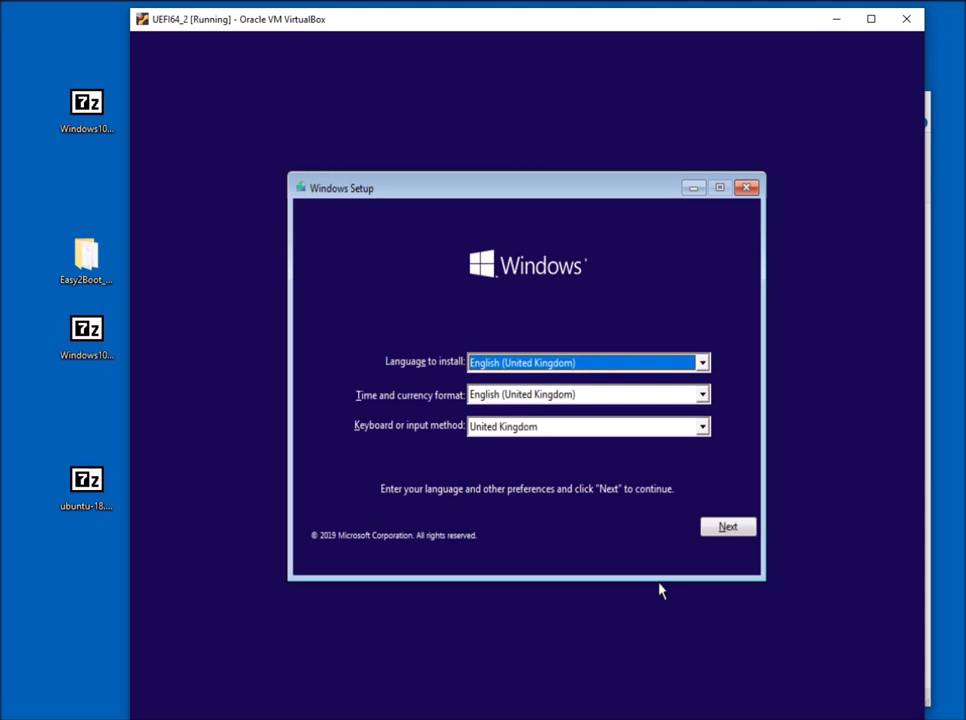 UEFI64_2 [Running] - Oracle VM VirtualBox
Windows10...
Easy2Boot_...
Windows10...
ubuntu-18....
Windows Setup
Windows
Language to install: English (United Kingdom)
Time and currency format: English (United Kingdom)
Keyboard or input method: United Kingdom
Enter your language and other preferences and click "Next" to continue.
Next
© 2019 Microsoft Corporation. All rights reserved.